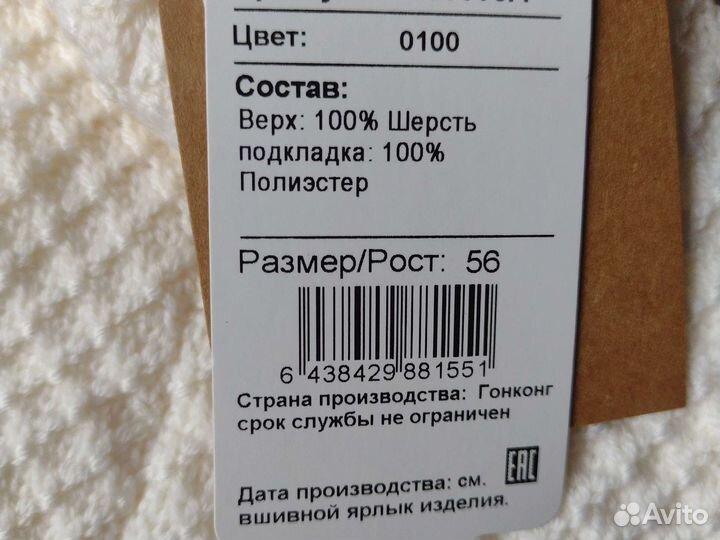 Цвет: 0100
Состав:
Верх: 100% Шерсть
подкладка: 100%
Полиэстер
Размер/Рост: 56
6 438429 881551
Страна производства: Гонконг
срок службы не ограничен
EAC
Дата производства: см.
вшивной ярлык изделия.
Avito